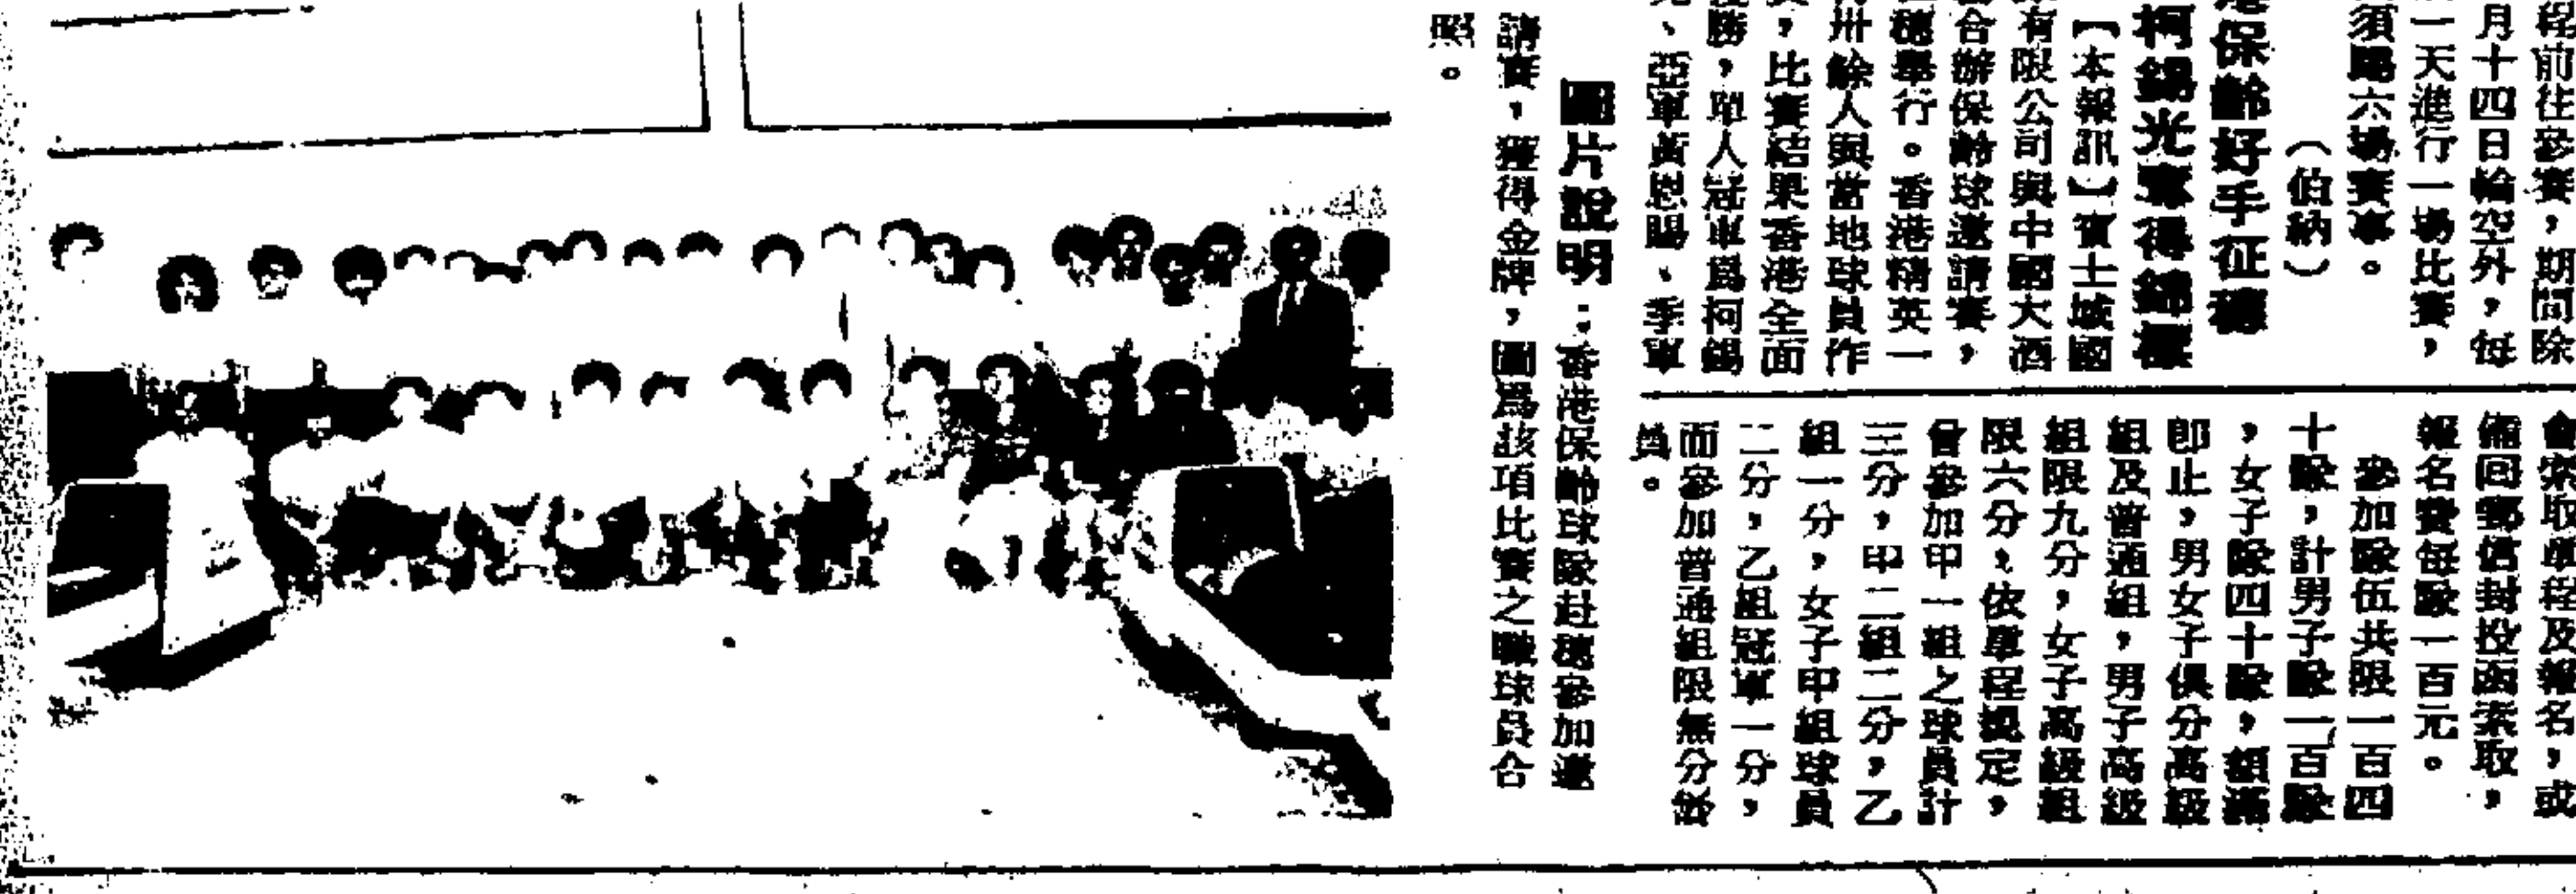 程前往參賽，期間除
月十四日輪空外，每
一天進行一場比賽，
須賜六場賽事。
（伯納）
港保齡好手征穗
柯錫光奪得錦標
【本報訊】賓士域國
有限公司與中國大酒
合辦保齡球邀請賽，
穗舉行。香港精英一
卅餘人與當地球員作
，比賽結果香港全面
勝，單人冠軍爲柯錫
、亞軍黃恩賜、季軍
會索取章程及報名，或
備回郵信封投函索取，
報名費每隊一百元。
參加隊伍共限一百四
十隊，計男子隊一百隊
，女子隊四十隊，額滿
即止，男女子俱分高級
組及普通組，男子高級
組限九分，女子高級組
限六分，依章程規定，
曾參加甲一組之球員計
三分，甲二組二分，乙
組一分，女子甲組球員
二分，乙組冠軍一分，
而參加普通組限無分齡
員。
圖片說明：香港保齡球隊赴穗參加邀
請賽，獲得金牌，圖爲該項比賽之職球員合
照。